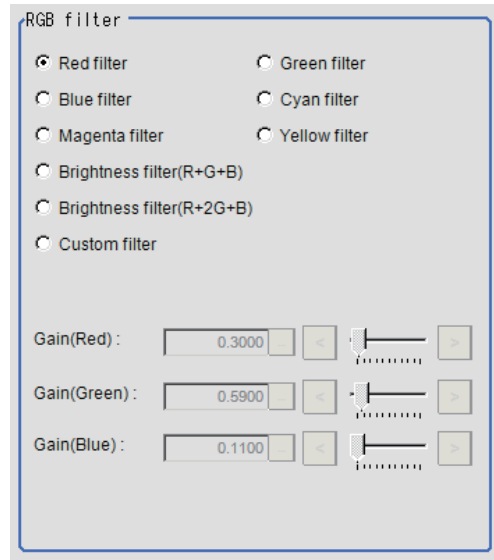 RGB filter
Red filter Green filter
Blue filter Cyan filter
Magenta filter Yellow filter
Brightness filter(R+G+B)
Brightness filter(R+2G+B)
Custom filter
Gain(Red) : 0.3000 ... < >
Gain(Green) : 0.5900 ... < >
Gain(Blue) : 0.1100 ... < >